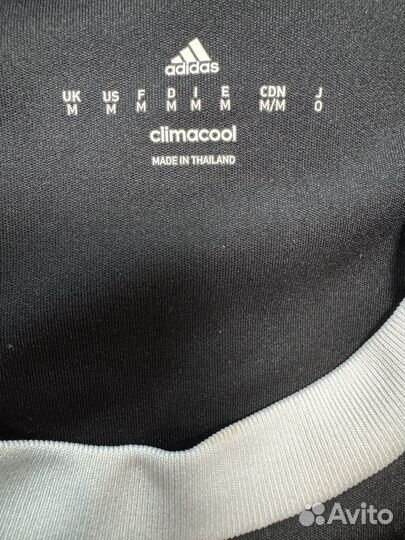 adidas
UK US F D I E CDN J
M M M M M M M/M O
climacool
MADE IN THAILAND
Avito